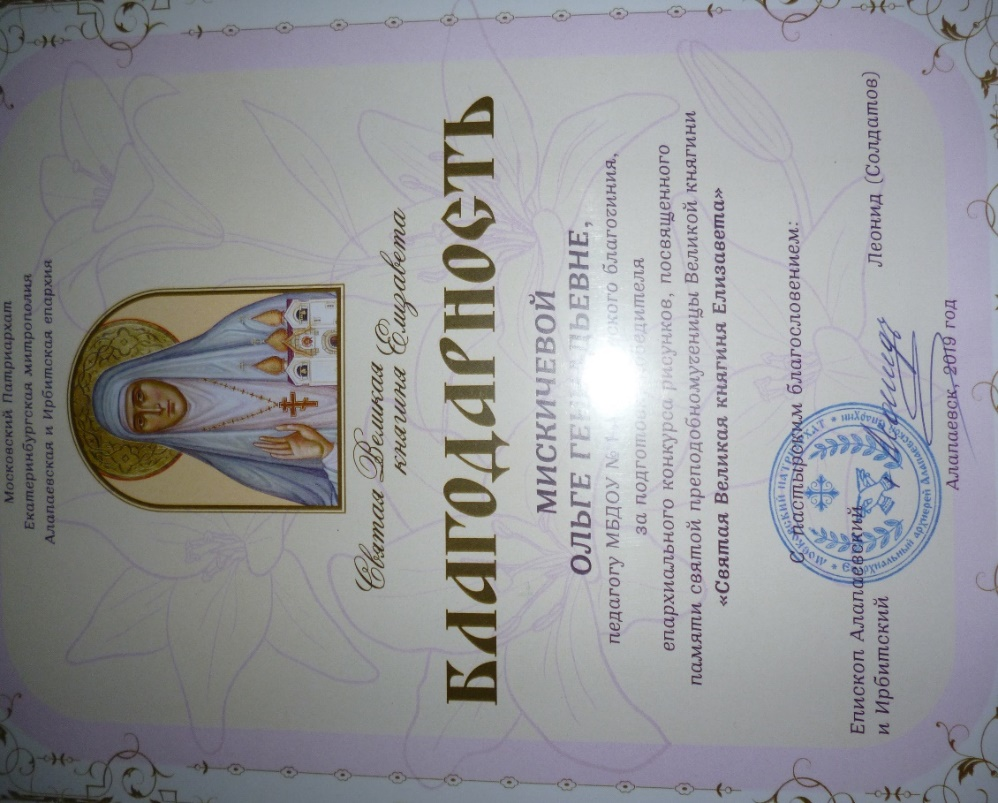 Московский Патриархат
Екатеринбургская митрополия
Алапаевская и Ирбитская епархия
Святая Великая
княгиня Елизавета
БЛАГОДАРНОСТЬ
МИСКИЧЕВОЙ
ОЛЬГЕ
педагогу МБДОУ благочиния,
за
епархиального конкурса рисунков, посвященного
памяти святой преподобномученицы Великой княгини
«Святая Великая княгиня Елизавета»
С пастырским благословением:
Епископ Алапаевский
и Ирбитский
Леонид (Солдатов)
Алапаевск, 2019 год